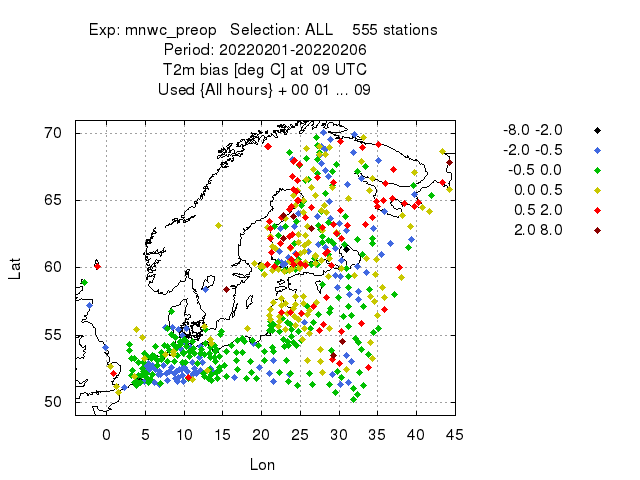 Exp: mnwc_preop   Selection: ALL    555 stations
Period: 20220201-20220206
T2m bias [deg C] at  09 UTC
Used {All hours} + 00 01 ... 09
70
65
60
55
50
Lat
0 5 10 15 20 25 30 35 40 45
Lon
-8.0 -2.0
-2.0 -0.5
-0.5 0.0
0.0 0.5
0.5 2.0
2.0 8.0